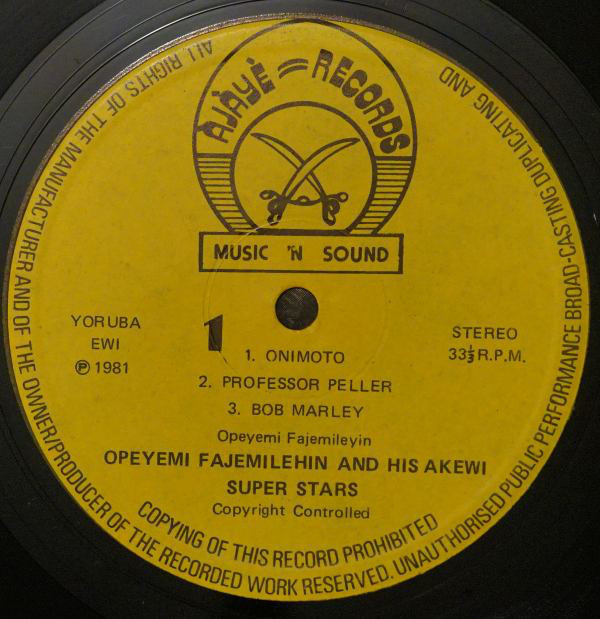 ÀJÀYÈ RECORDS
MUSIC 'N SOUND
YORUBA
EWI
℗ 1981
1
STEREO
33⅓ R.P.M.
1. ONIMOTO
2. PROFESSOR PELLER
3. BOB MARLEY
Opeyemi Fajemileyin
OPEYEMI FAJEMILEHIN AND HIS AKEWI
SUPER STARS
Copyright Controlled
ALL RIGHTS OF THE MANUFACTURER AND OF THE OWNER/PRODUCER OF THE RECORDED WORK RESERVED. UNAUTHORISED PUBLIC PERFORMANCE BROAD-CASTING DUPLICATING AND
COPYING OF THIS RECORD PROHIBITED